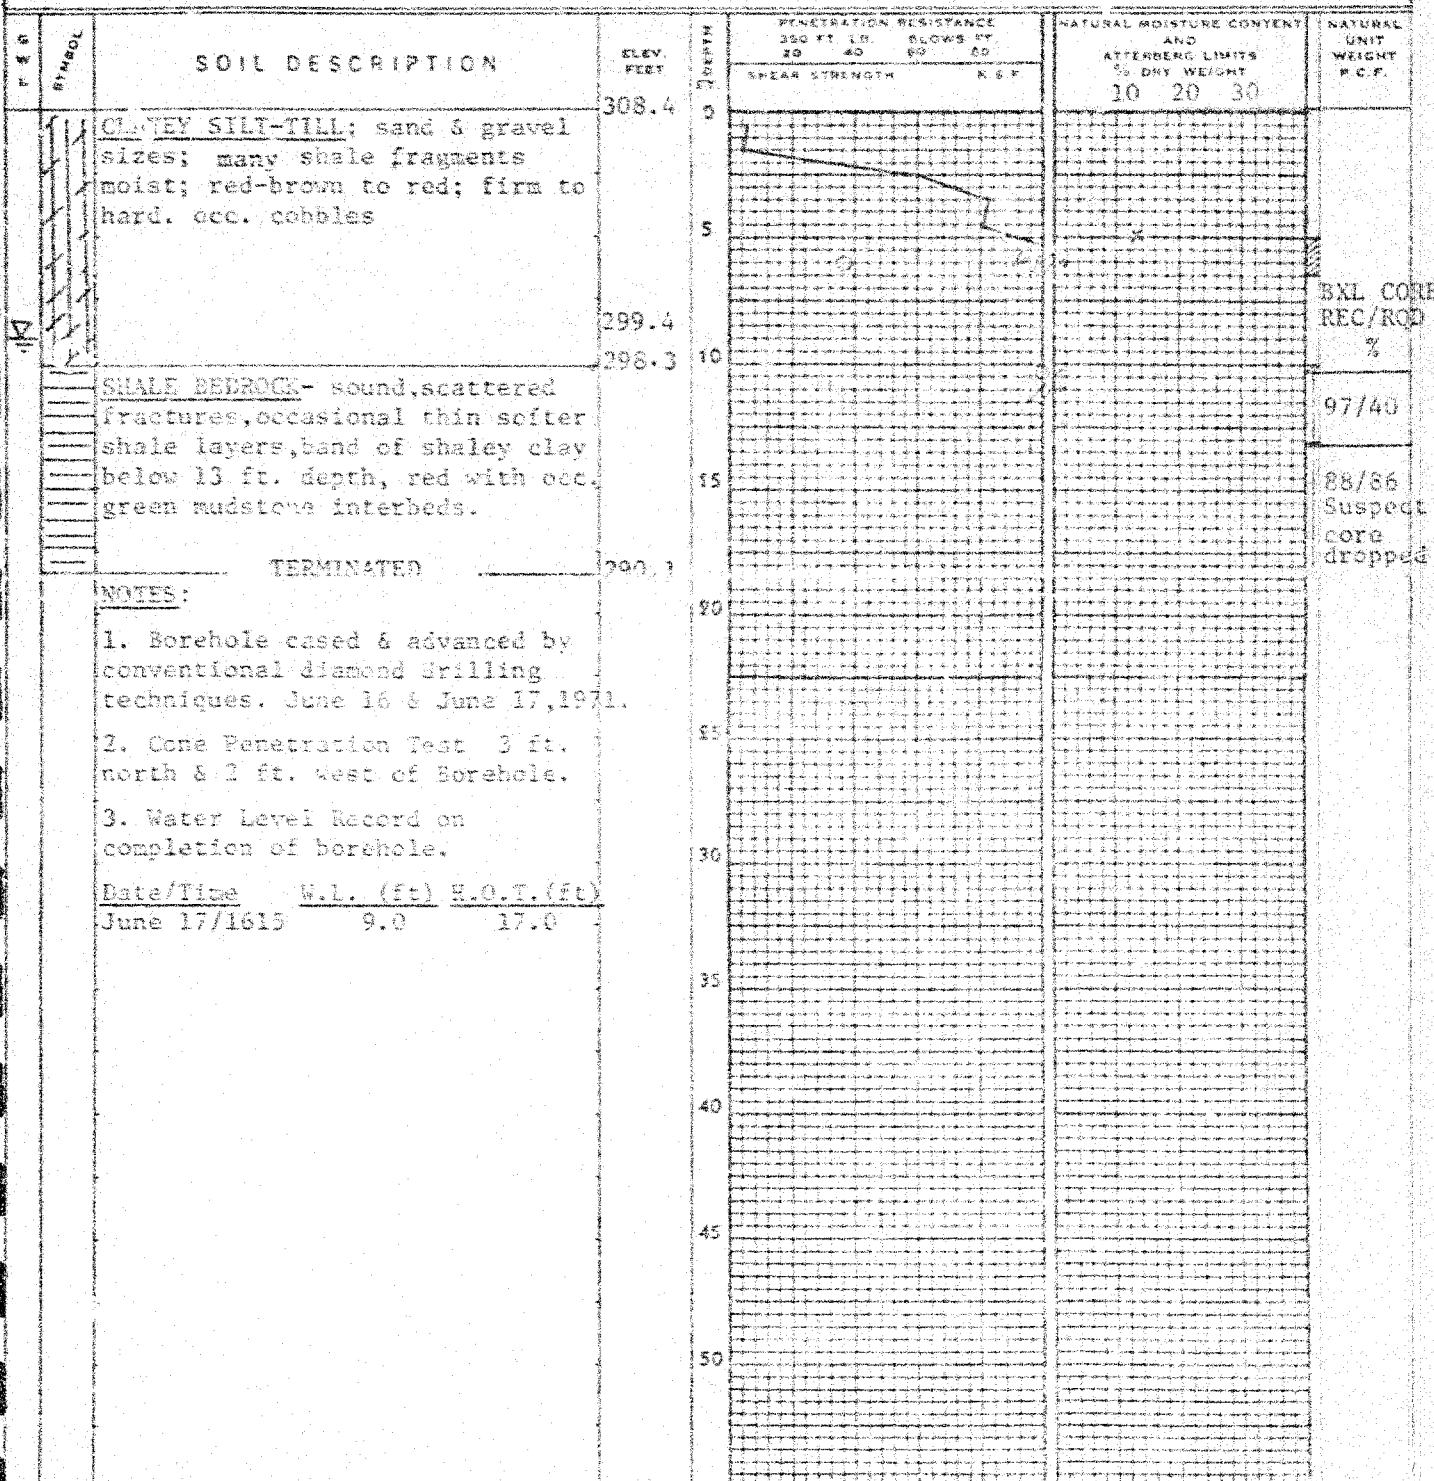 SYMBOL
SOIL DESCRIPTION
ELEV. FEET
DEPTH
PENETRATION RESISTANCE
350 FT. LB. BLOWS FT.
20 40 60 80
SHEAR STRENGTH K.S.F.
NATURAL MOISTURE CONTENT
AND
ATTERBERG LIMITS
% DRY WEIGHT
10 20 30
NATURAL
UNIT
WEIGHT
P.C.F.
308.4
0
CLAYEY SILT-TILL; sand & gravel
sizes; many shale fragments
moist; red-brown to red; firm to
hard. occ. cobbles
5
BXL CORE
REC/RQD
%
299.4
298.3
10
SHALE BEDROCK- sound,scattered
fractures,occasional thin softer
shale layers,band of shaley clay
below 13 ft. depth, red with occ.
green mudstone interbeds.
97/40
15
88/86
Suspect
core
dropped
TERMINATED 290.1
NOTES:
20
1. Borehole cased & advanced by
conventional diamond drilling
techniques. June 16 & June 17,1971.
25
2. Cone Penetration Test 3 ft.
north & 2 ft. west of Borehole.
3. Water Level Record on
completion of borehole.
30
Date/Time W.L. (ft) H.O.T.(ft)
June 17/1615 9.0 17.0
35
40
45
50